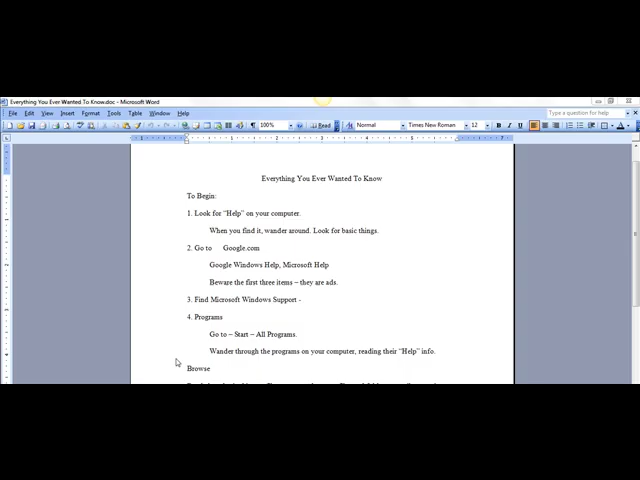 Everything You Ever Wanted To Know.doc - Microsoft Word
File Edit View Insert Format Tools Table Window Help
Type a question for help
100% Read Normal Times New Roman 12 B I U
Everything You Ever Wanted To Know
To Begin:
1. Look for “Help” on your computer.
When you find it, wander around. Look for basic things.
2. Go to Google.com
Google Windows Help, Microsoft Help
Beware the first three items – they are ads.
3. Find Microsoft Windows Support -
4. Programs
Go to – Start – All Programs.
Wander through the programs on your computer, reading their “Help” info.
Browse